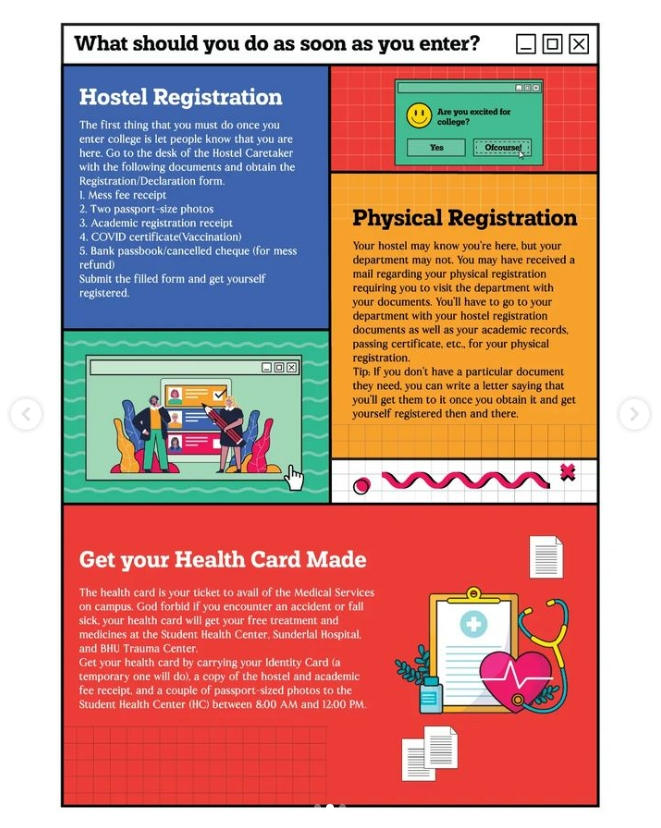 What should you do as soon as you enter?
Hostel Registration
The first thing that you must do once you
enter college is let people know that you are
here. Go to the desk of the Hostel Caretaker
with the following documents and obtain the
Registration/Declaration form.
1. Mess fee receipt
2. Two passport-size photos
3. Academic registration receipt
4. COVID certificate(Vaccination)
5. Bank passbook/cancelled cheque (for mess
refund)
Submit the filled form and get yourself
registered.
Are you excited for
college?
Yes
Ofcourse!
Physical Registration
Your hostel may know you're here, but your
department may not. You may have received a
mail regarding your physical registration
requiring you to visit the department with
your documents. You'll have to go to your
department with your hostel registration
documents as well as your academic records,
passing certificate, etc., for your physical
registration.
Tip: If you don't have a particular document
they need, you can write a letter saying that
you'll get them to it once you obtain it and get
yourself registered then and there.
Get your Health Card Made
The health card is your ticket to avail of the Medical Services
on campus. God forbid if you encounter an accident or fall
sick, your health card will get your free treatment and
medicines at the Student Health Center, Sunderlal Hospital,
and BHU Trauma Center.
Get your health card by carrying your Identity Card (a
temporary one will do), a copy of the hostel and academic
fee receipt, and a couple of passport-sized photos to the
Student Health Center (HC) between 8:00 AM and 12:00 PM.